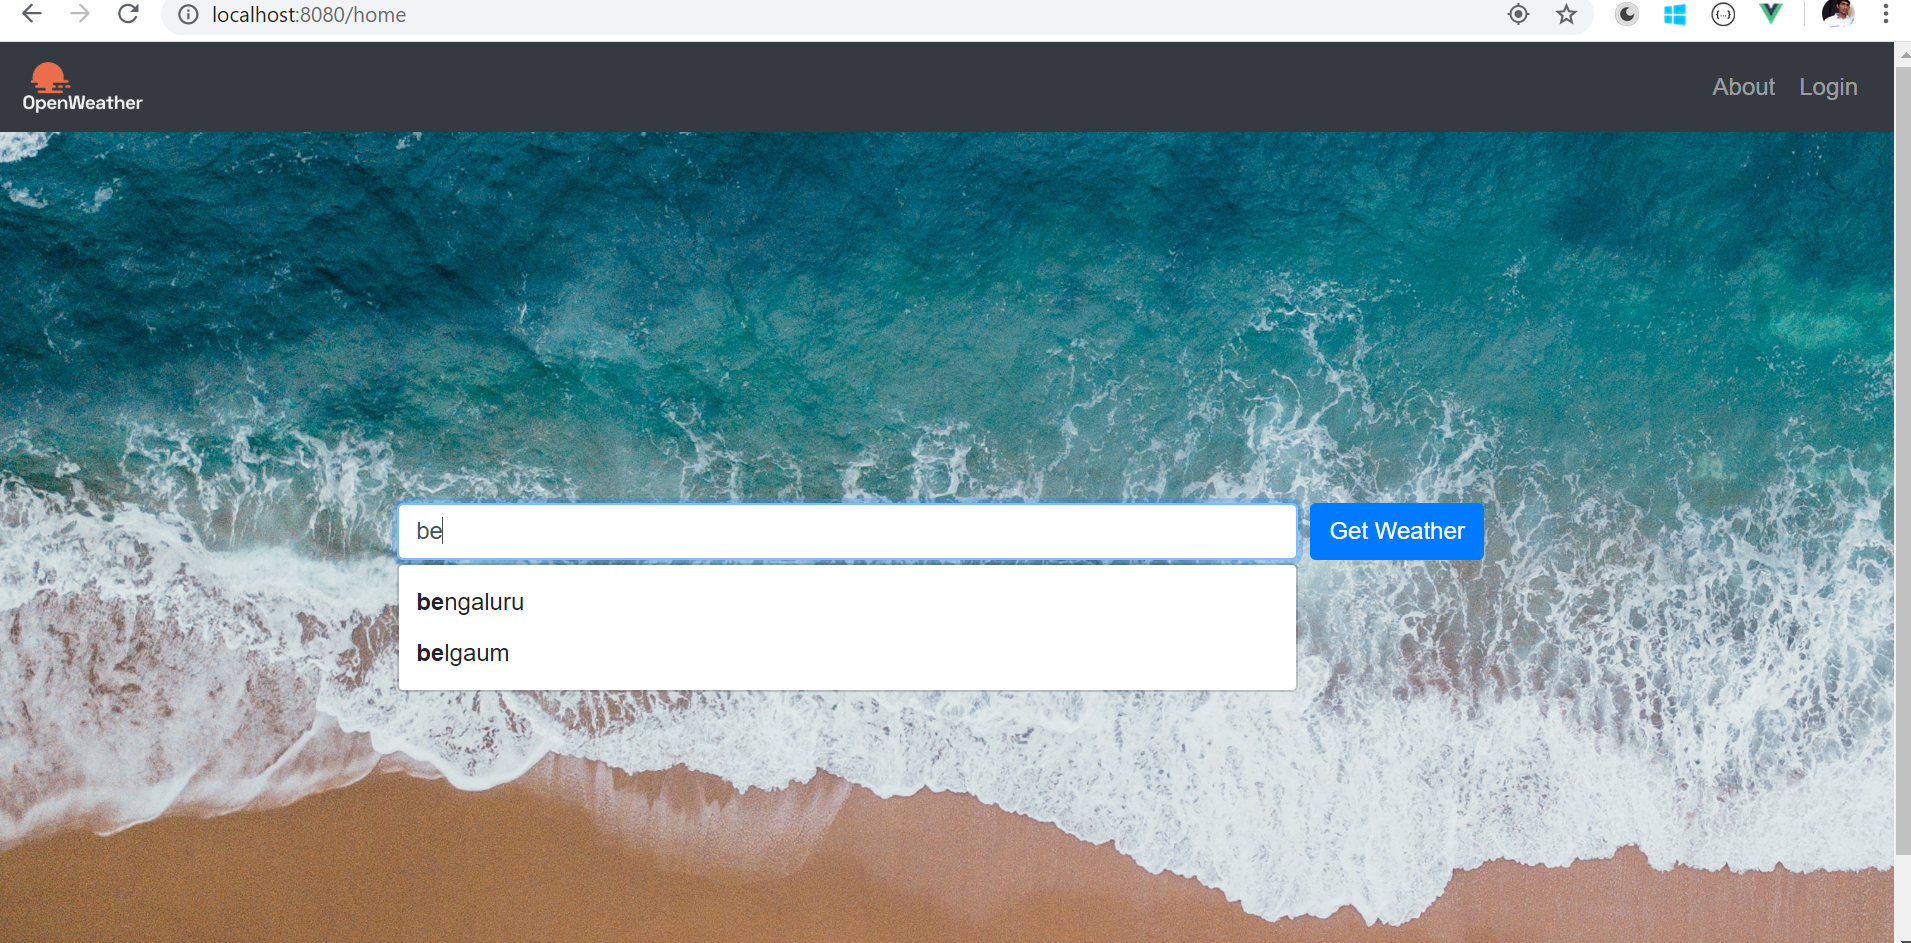 localhost:8080/home
OpenWeather
About Login
be
Get Weather
bengaluru
belgaum